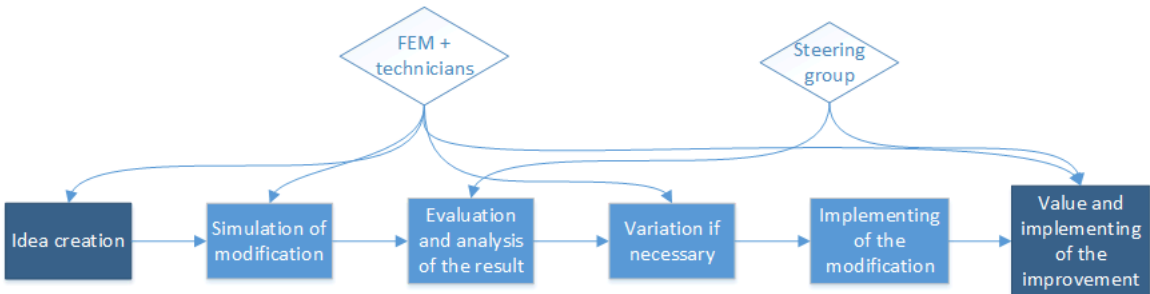 FEM +
technicians
Steering
group
Idea creation
Simulation of
modification
Evaluation
and analysis
of the result
Variation if
necessary
Implementing
of the
modification
Value and
implementing
of the
improvement